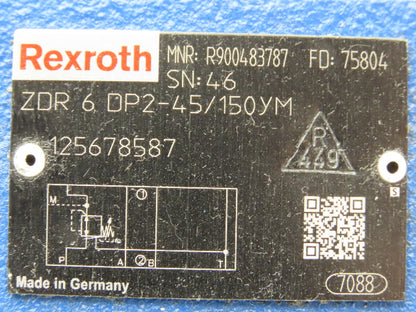 Rexroth MNR: R900483787 FD: 75804
SN: 46
ZDR 6 DP2-45/150YM
125678587
R
449
S
1
M
P A 2 B T
Made in Germany
7088